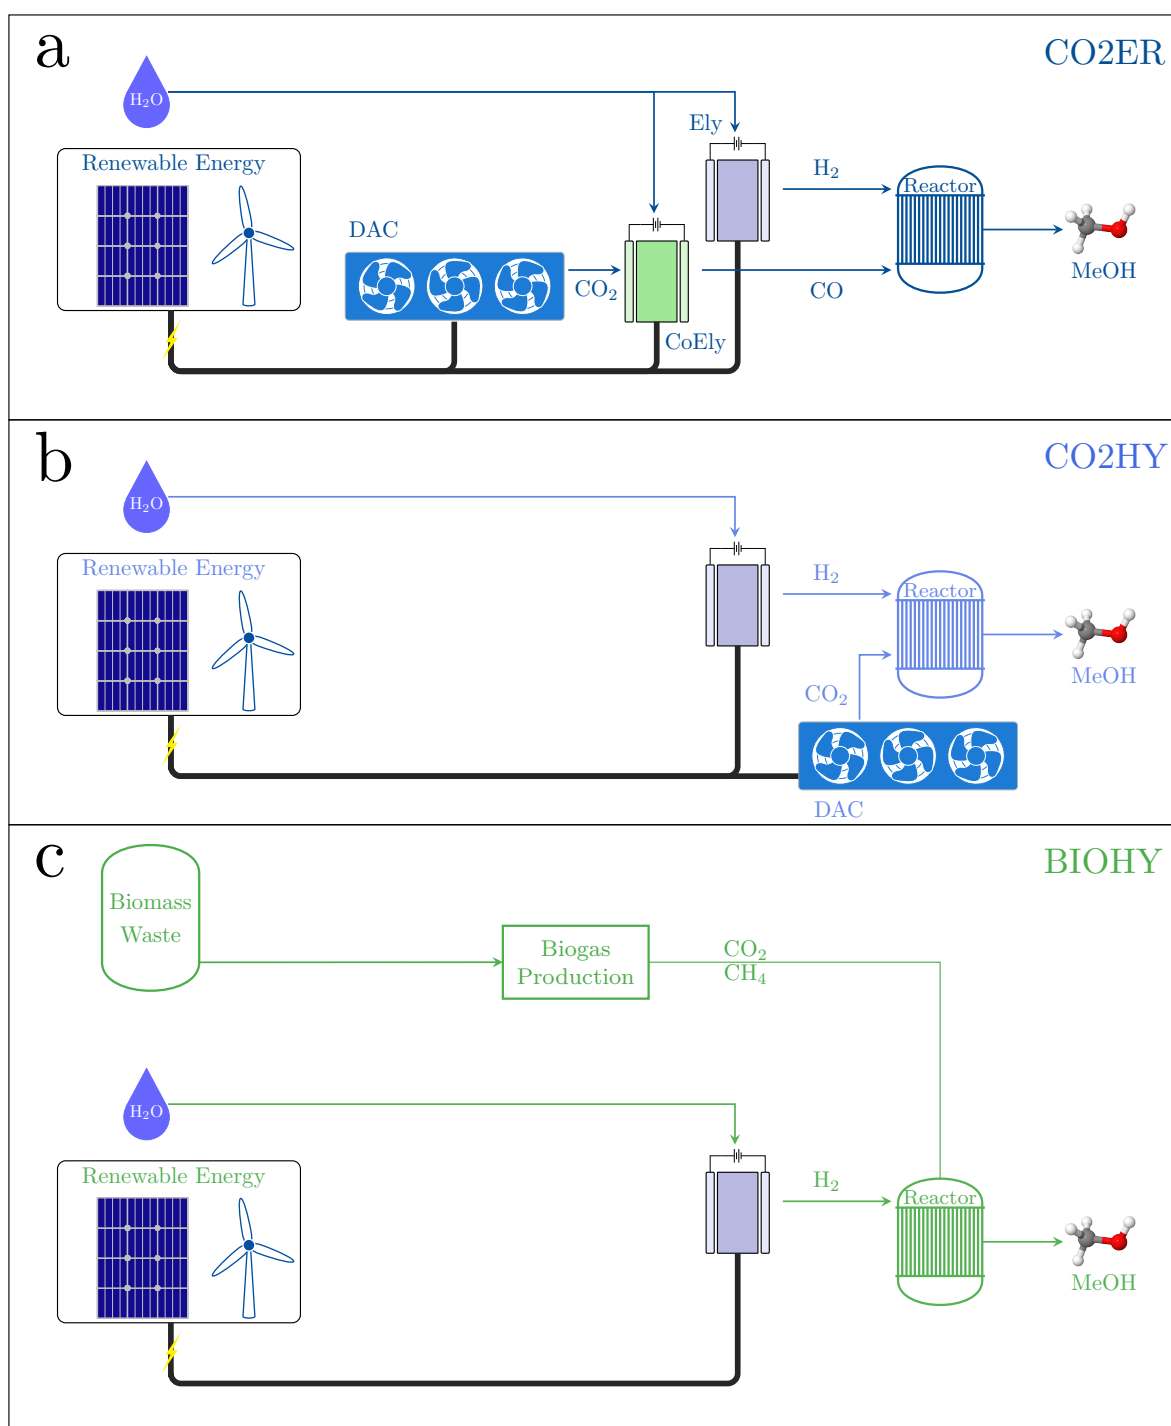 a
CO2ER
H₂O
Renewable Energy
Ely
H₂
Reactor
DAC
CO₂
CO
MeOH
CoEly
b
CO2HY
H₂O
Renewable Energy
H₂
Reactor
CO₂
MeOH
DAC
c
BIOHY
Biomass
Waste
Biogas
Production
CO₂
CH₄
H₂O
Renewable Energy
H₂
Reactor
MeOH